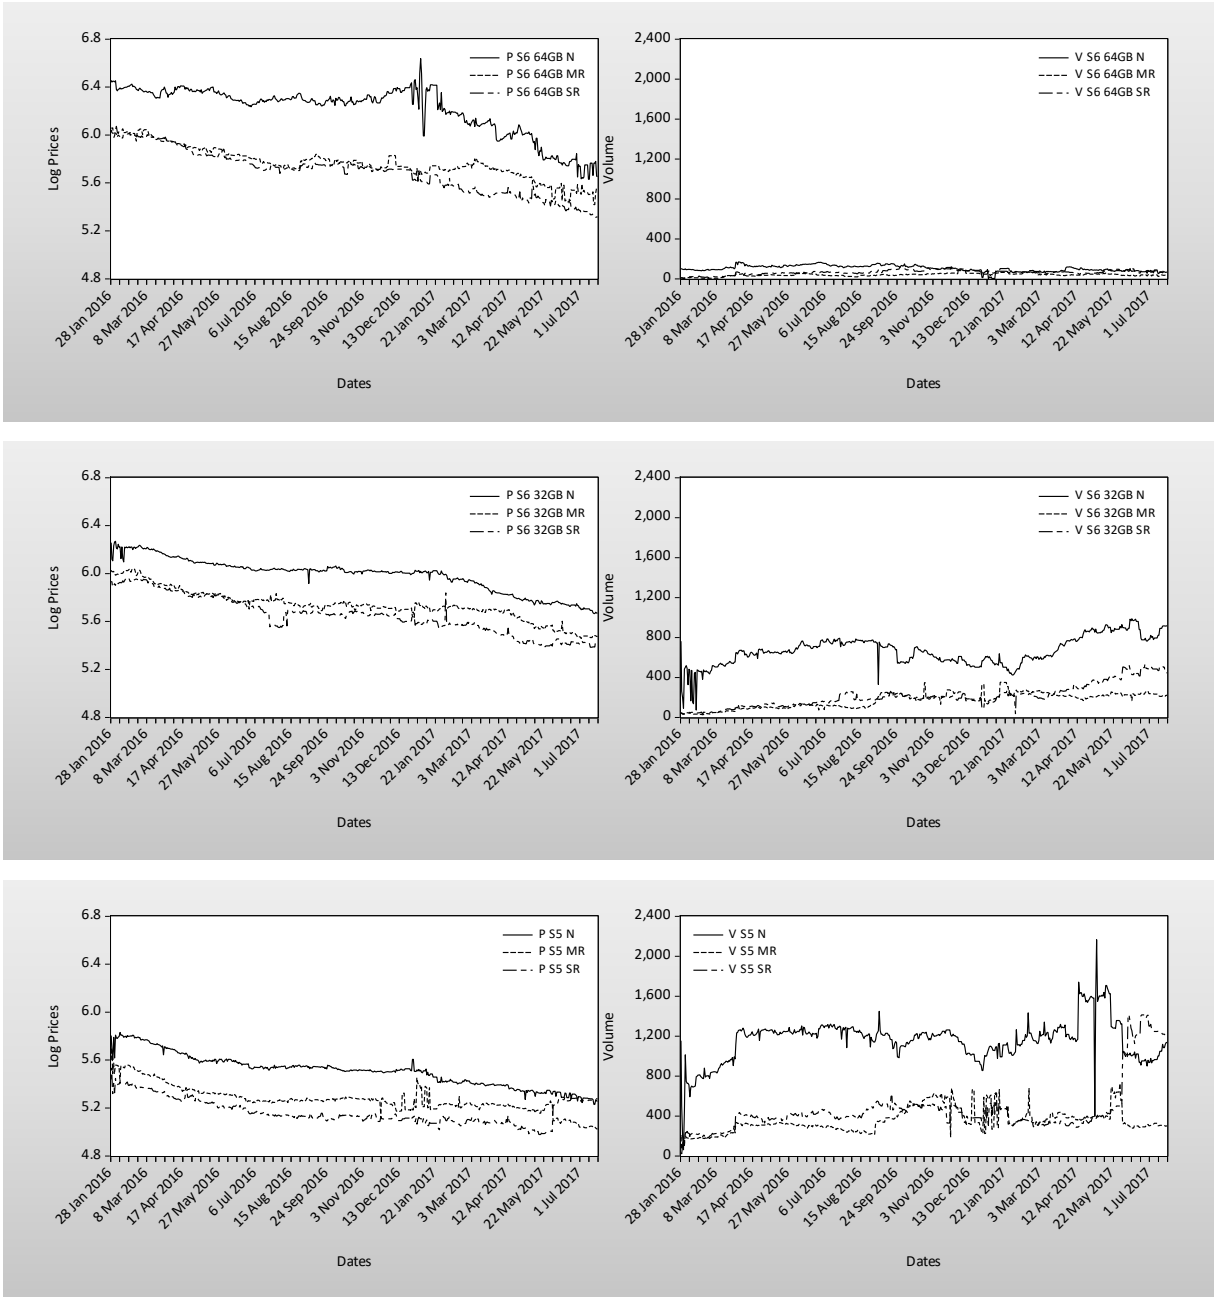 6.8
6.4
6.0
5.6
5.2
4.8
Log Prices
P S6 64GB N
P S6 64GB MR
P S6 64GB SR
28 Jan 2016
8 Mar 2016
17 Apr 2016
27 May 2016
6 Jul 2016
15 Aug 2016
24 Sep 2016
3 Nov 2016
13 Dec 2016
22 Jan 2017
3 Mar 2017
12 Apr 2017
22 May 2017
1 Jul 2017
Dates
2,400
2,000
1,600
1,200
800
400
0
Volume
V S6 64GB N
V S6 64GB MR
V S6 64GB SR
28 Jan 2016
8 Mar 2016
17 Apr 2016
27 May 2016
6 Jul 2016
15 Aug 2016
24 Sep 2016
3 Nov 2016
13 Dec 2016
22 Jan 2017
3 Mar 2017
12 Apr 2017
22 May 2017
1 Jul 2017
Dates
6.8
6.4
6.0
5.6
5.2
4.8
Log Prices
P S6 32GB N
P S6 32GB MR
P S6 32GB SR
28 Jan 2016
8 Mar 2016
17 Apr 2016
27 May 2016
6 Jul 2016
15 Aug 2016
24 Sep 2016
3 Nov 2016
13 Dec 2016
22 Jan 2017
3 Mar 2017
12 Apr 2017
22 May 2017
1 Jul 2017
Dates
2,400
2,000
1,600
1,200
800
400
0
Volume
V S6 32GB N
V S6 32GB MR
V S6 32GB SR
28 Jan 2016
8 Mar 2016
17 Apr 2016
27 May 2016
6 Jul 2016
15 Aug 2016
24 Sep 2016
3 Nov 2016
13 Dec 2016
22 Jan 2017
3 Mar 2017
12 Apr 2017
22 May 2017
1 Jul 2017
Dates
6.8
6.4
6.0
5.6
5.2
4.8
Log Prices
P S5 N
P S5 MR
P S5 SR
28 Jan 2016
8 Mar 2016
17 Apr 2016
27 May 2016
6 Jul 2016
15 Aug 2016
24 Sep 2016
3 Nov 2016
13 Dec 2016
22 Jan 2017
3 Mar 2017
12 Apr 2017
22 May 2017
1 Jul 2017
Dates
2,400
2,000
1,600
1,200
800
400
0
Volume
V S5 N
V S5 MR
V S5 SR
28 Jan 2016
8 Mar 2016
17 Apr 2016
27 May 2016
6 Jul 2016
15 Aug 2016
24 Sep 2016
3 Nov 2016
13 Dec 2016
22 Jan 2017
3 Mar 2017
12 Apr 2017
22 May 2017
1 Jul 2017
Dates